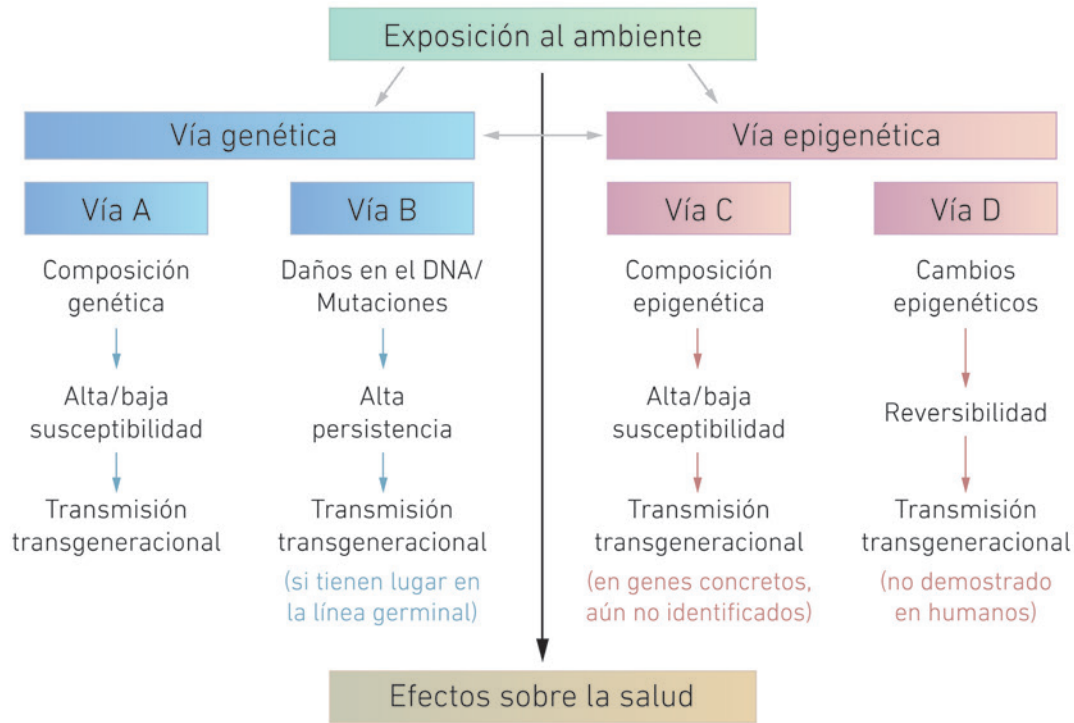 Exposición al ambiente
Vía genética
Vía epigenética
Vía A
Vía B
Vía C
Vía D
Composición
genética
Alta/baja
susceptibilidad
Transmisión
transgeneracional
Daños en el DNA/
Mutaciones
Alta
persistencia
Transmisión
transgeneracional
(si tienen lugar en
la línea germinal)
Composición
epigenética
Alta/baja
susceptibilidad
Transmisión
transgeneracional
(en genes concretos,
aún no identificados)
Cambios
epigenéticos
Reversibilidad
Transmisión
transgeneracional
(no demostrado
en humanos)
Efectos sobre la salud